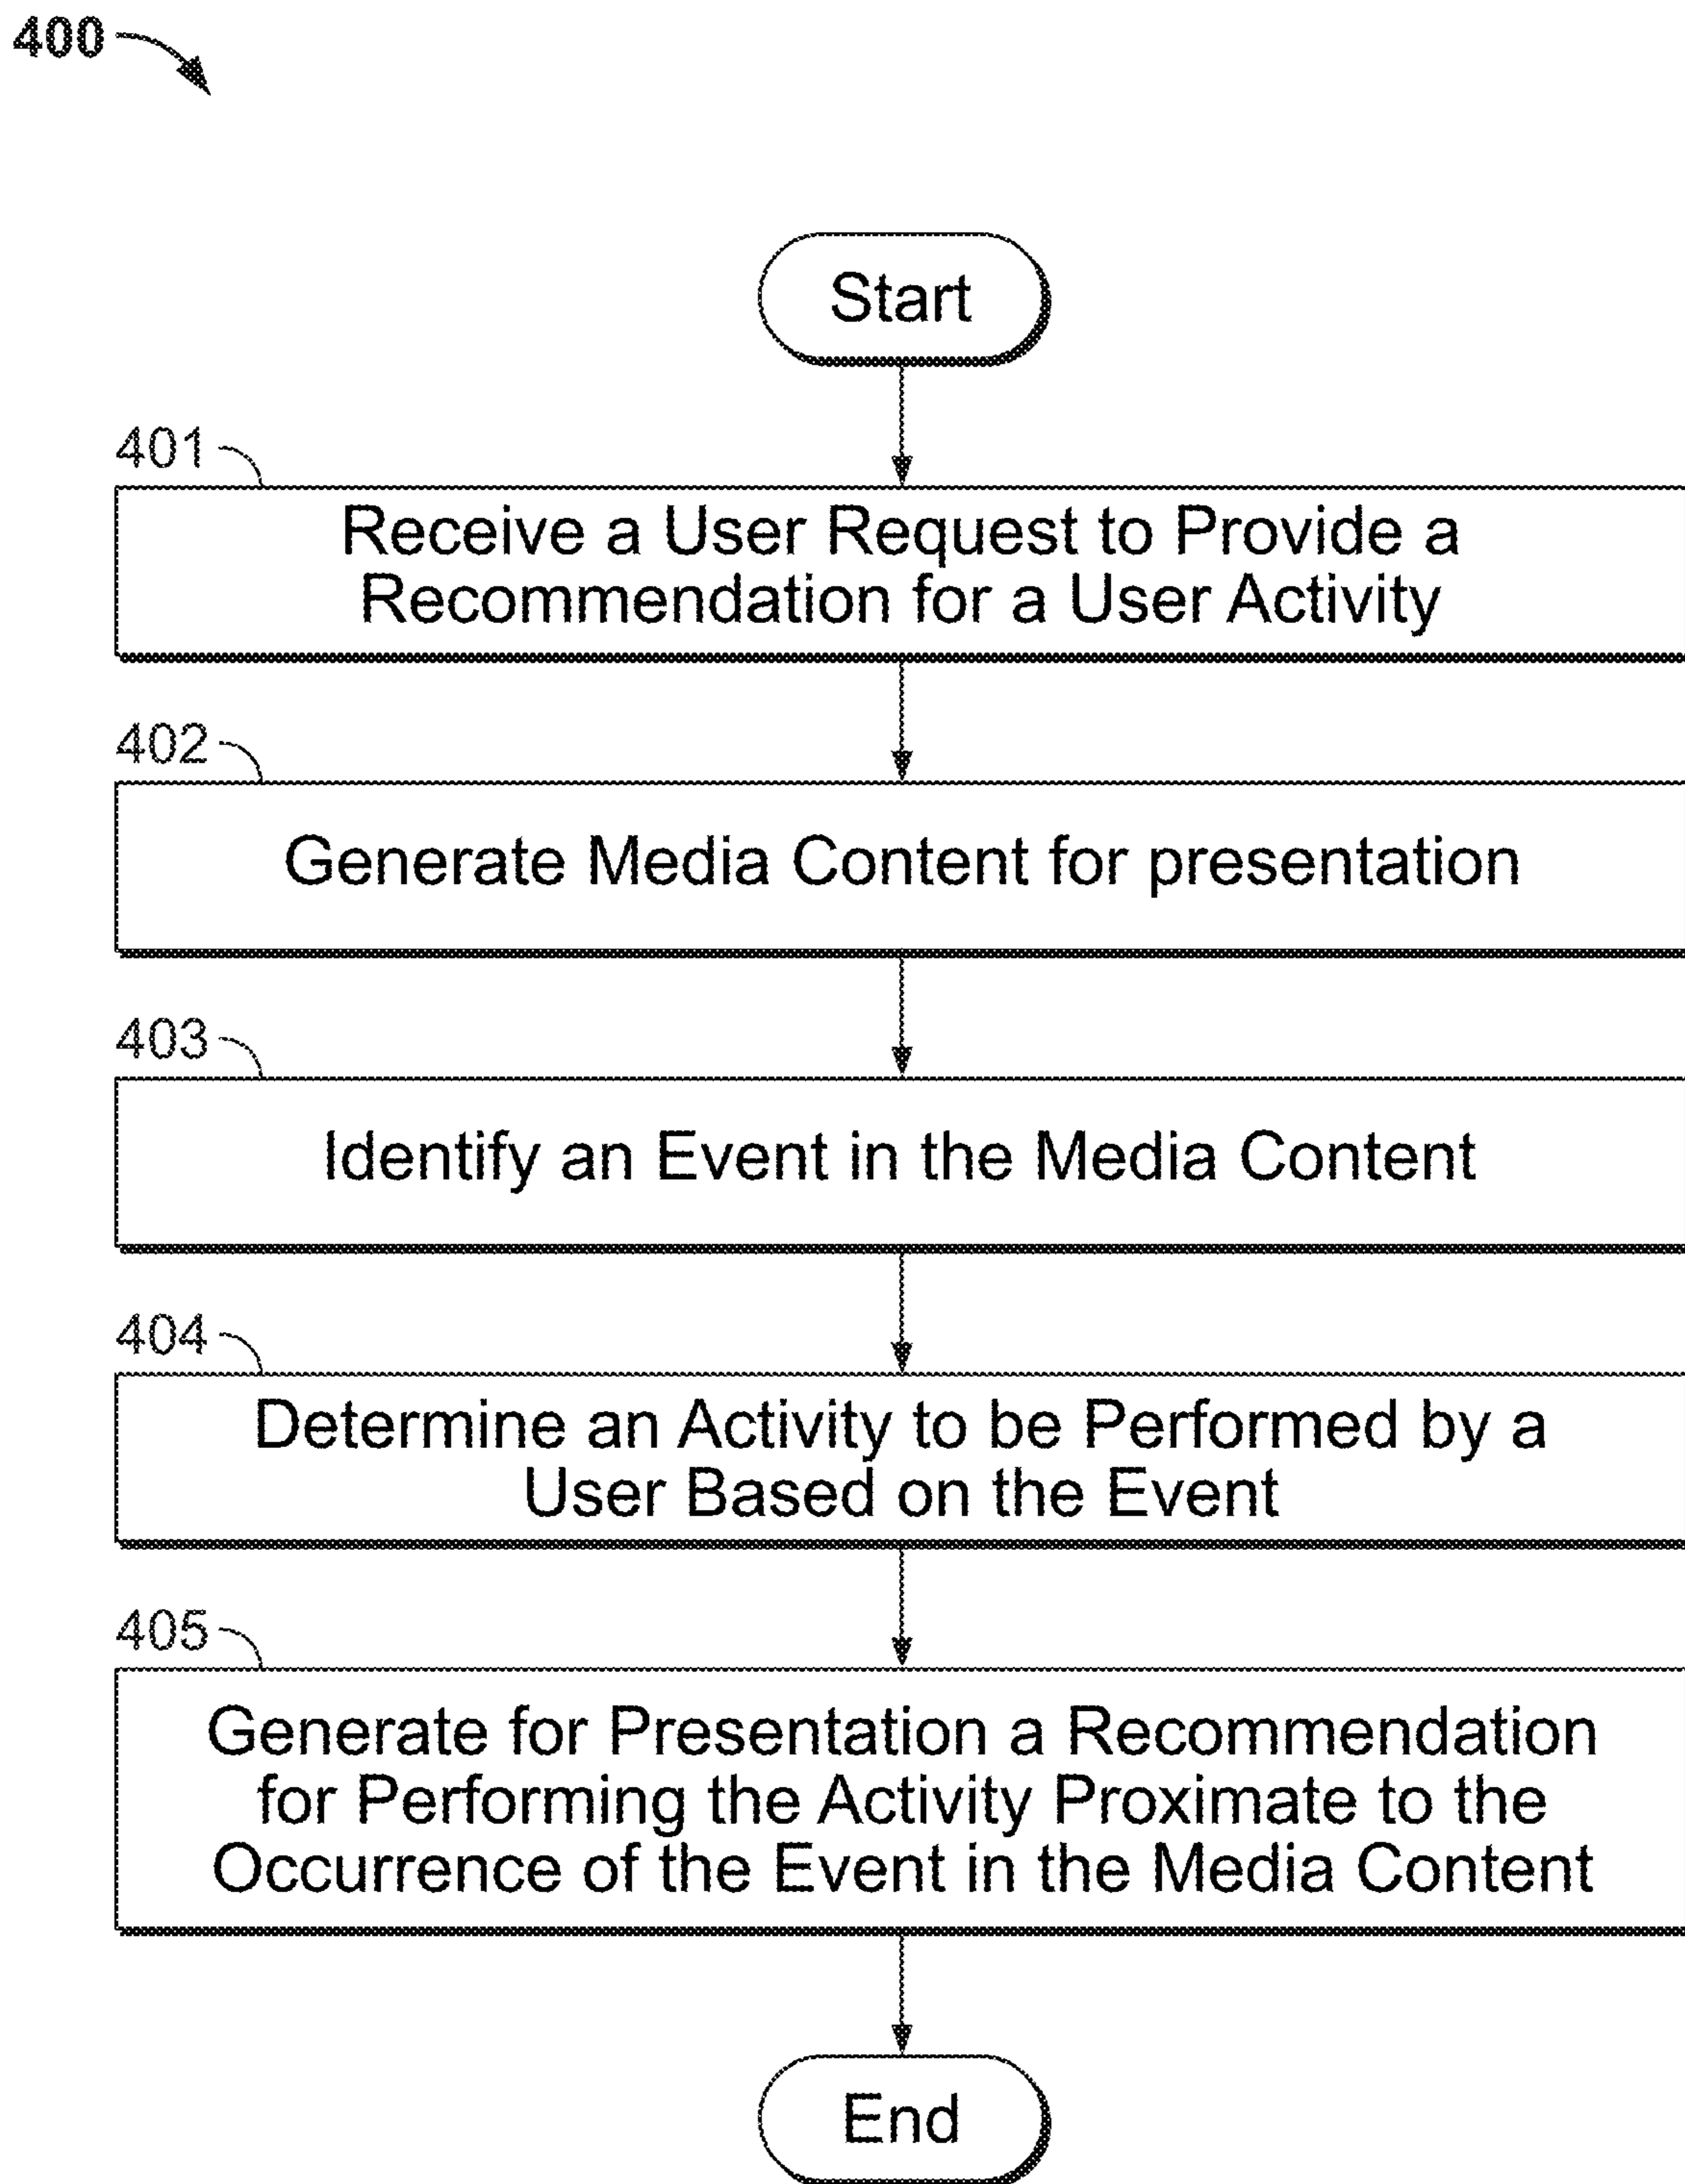 400
Start
401
Receive a User Request to Provide a
Recommendation for a User Activity
402
Generate Media Content for presentation
403
Identify an Event in the Media Content
404
Determine an Activity to be Performed by a
User Based on the Event
405
Generate for Presentation a Recommendation
for Performing the Activity Proximate to the
Occurrence of the Event in the Media Content
End